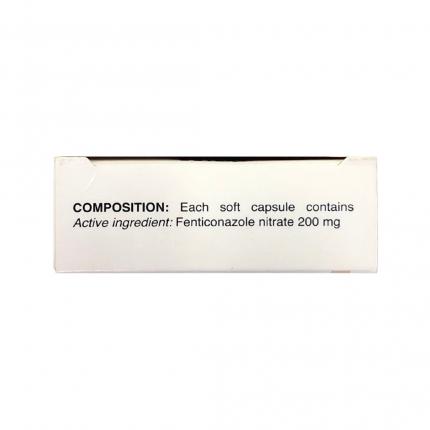 COMPOSITION: Each soft capsule contains
Active ingredient: Fenticonazole nitrate 200 mg